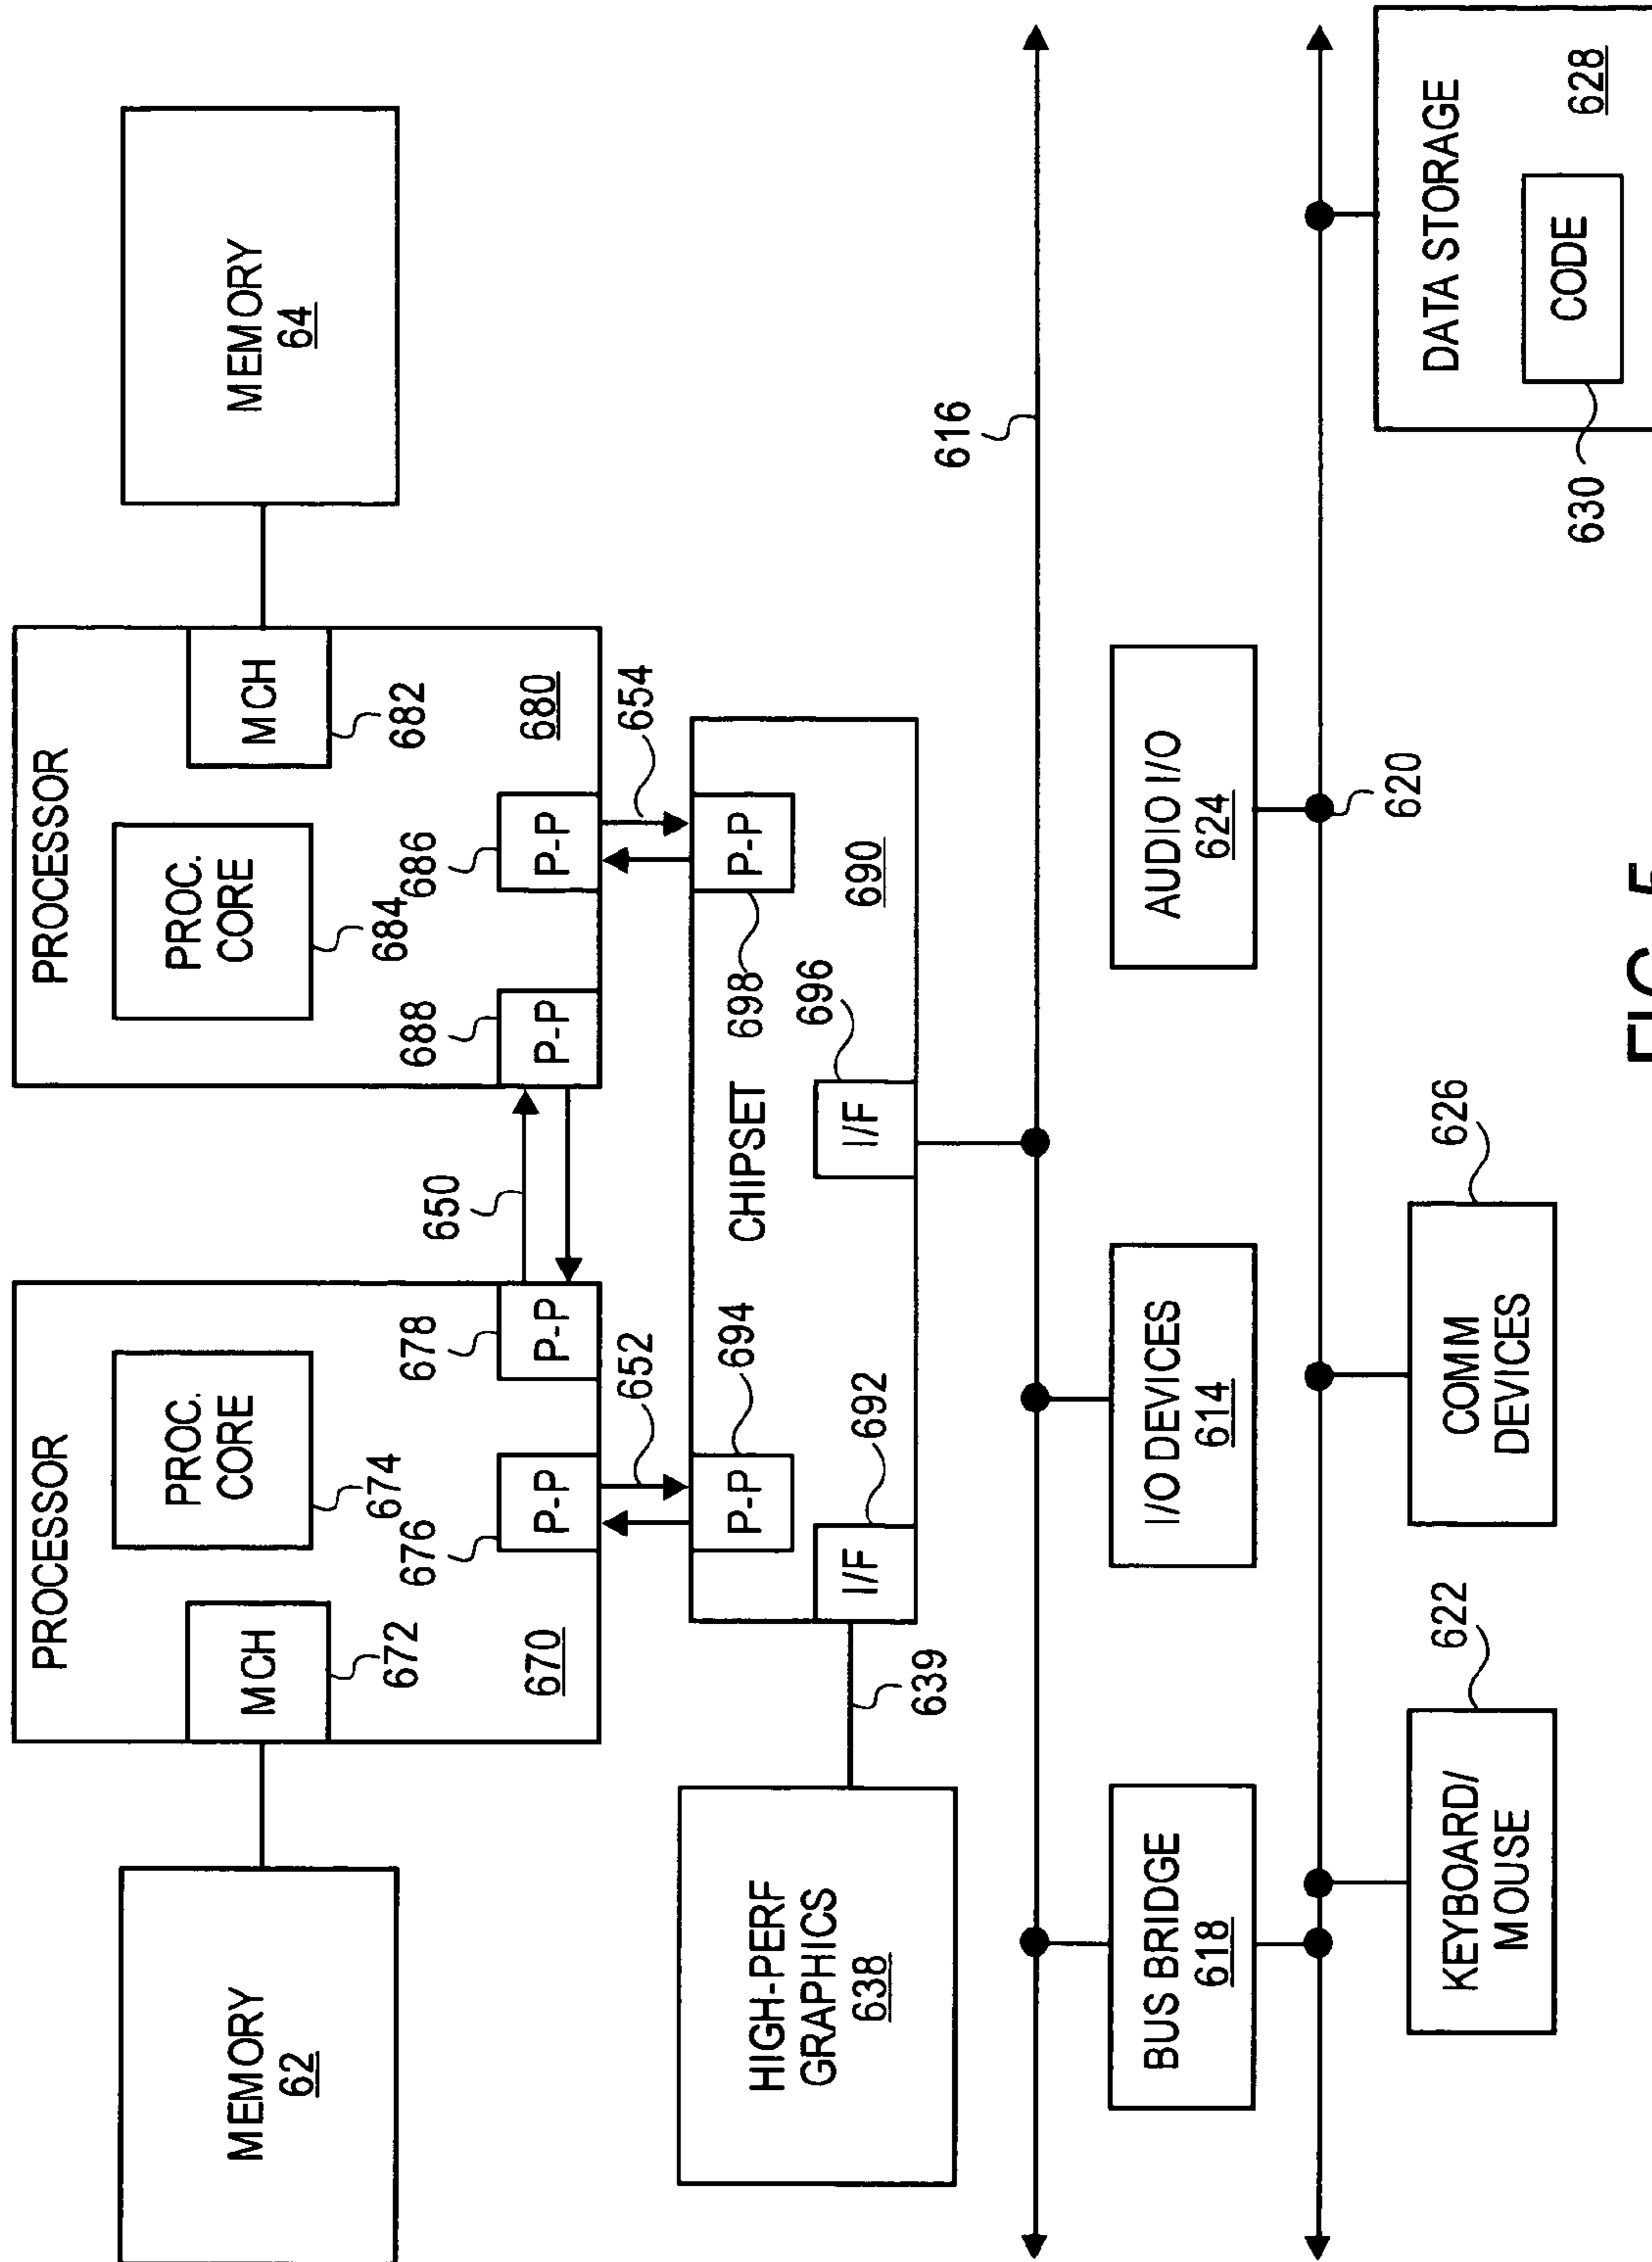 PROCESSOR
PROCESSOR
MEMORY
62
MCH
672
PROC.
CORE
674
670
676
P-P
678
P-P
650
688
P-P
PROC.
CORE
684
686
P-P
MCH
682
680
MEMORY
64
652
654
HIGH-PERF
GRAPHICS
638
639
P-P
694
CHIPSET
698
P-P
I/F
692
I/F
696
690
616
BUS BRIDGE
618
I/O DEVICES
614
AUDIO I/O
624
620
KEYBOARD/
MOUSE
622
COMM
DEVICES
626
DATA STORAGE
CODE
628
630
FIG. 5